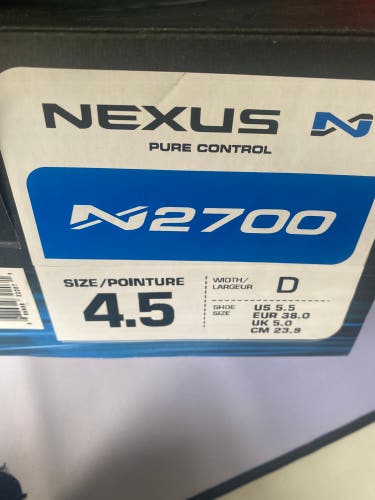 NEXUS N
PURE CONTROL
N2700
SIZE/POINTURE
4.5
WIDTH/
LARGEUR
D
SHOE
SIZE
US 5.5
EUR 38.0
UK 5.0
CM 23.9